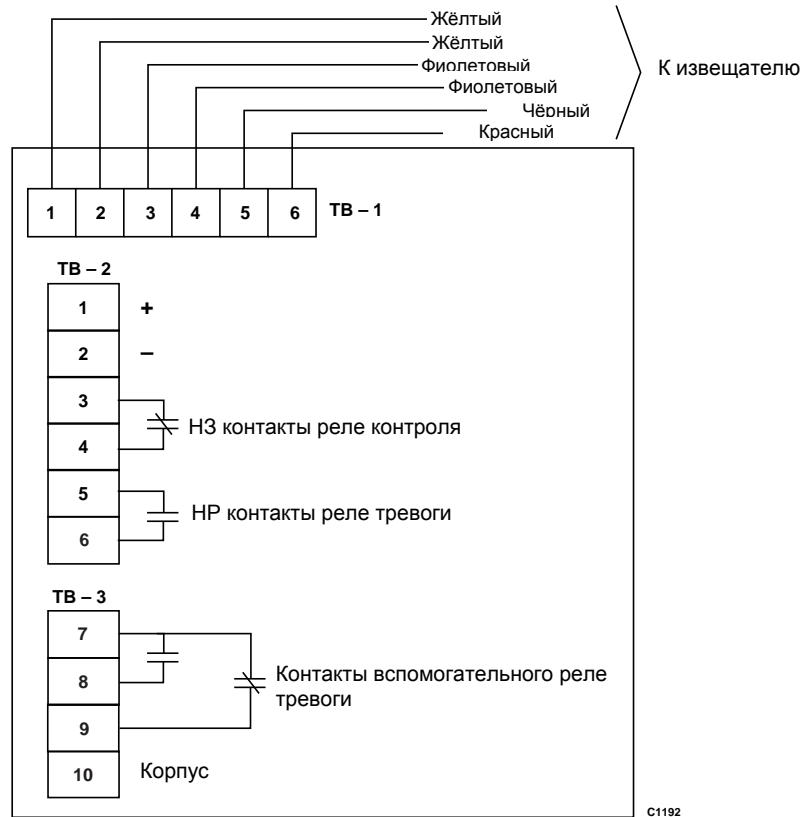 Жёлтый
Жёлтый
Фиолетовый
Фиолетовый
Чёрный
Красный
К извещателю
1 2 3 4 5 6 ТВ – 1
ТВ – 2
1 +
2 –
3
4
НЗ контакты реле контроля
5
6
НР контакты реле тревоги
ТВ – 3
7
8
9
Контакты вспомогательного реле
тревоги
10 Корпус
C1192